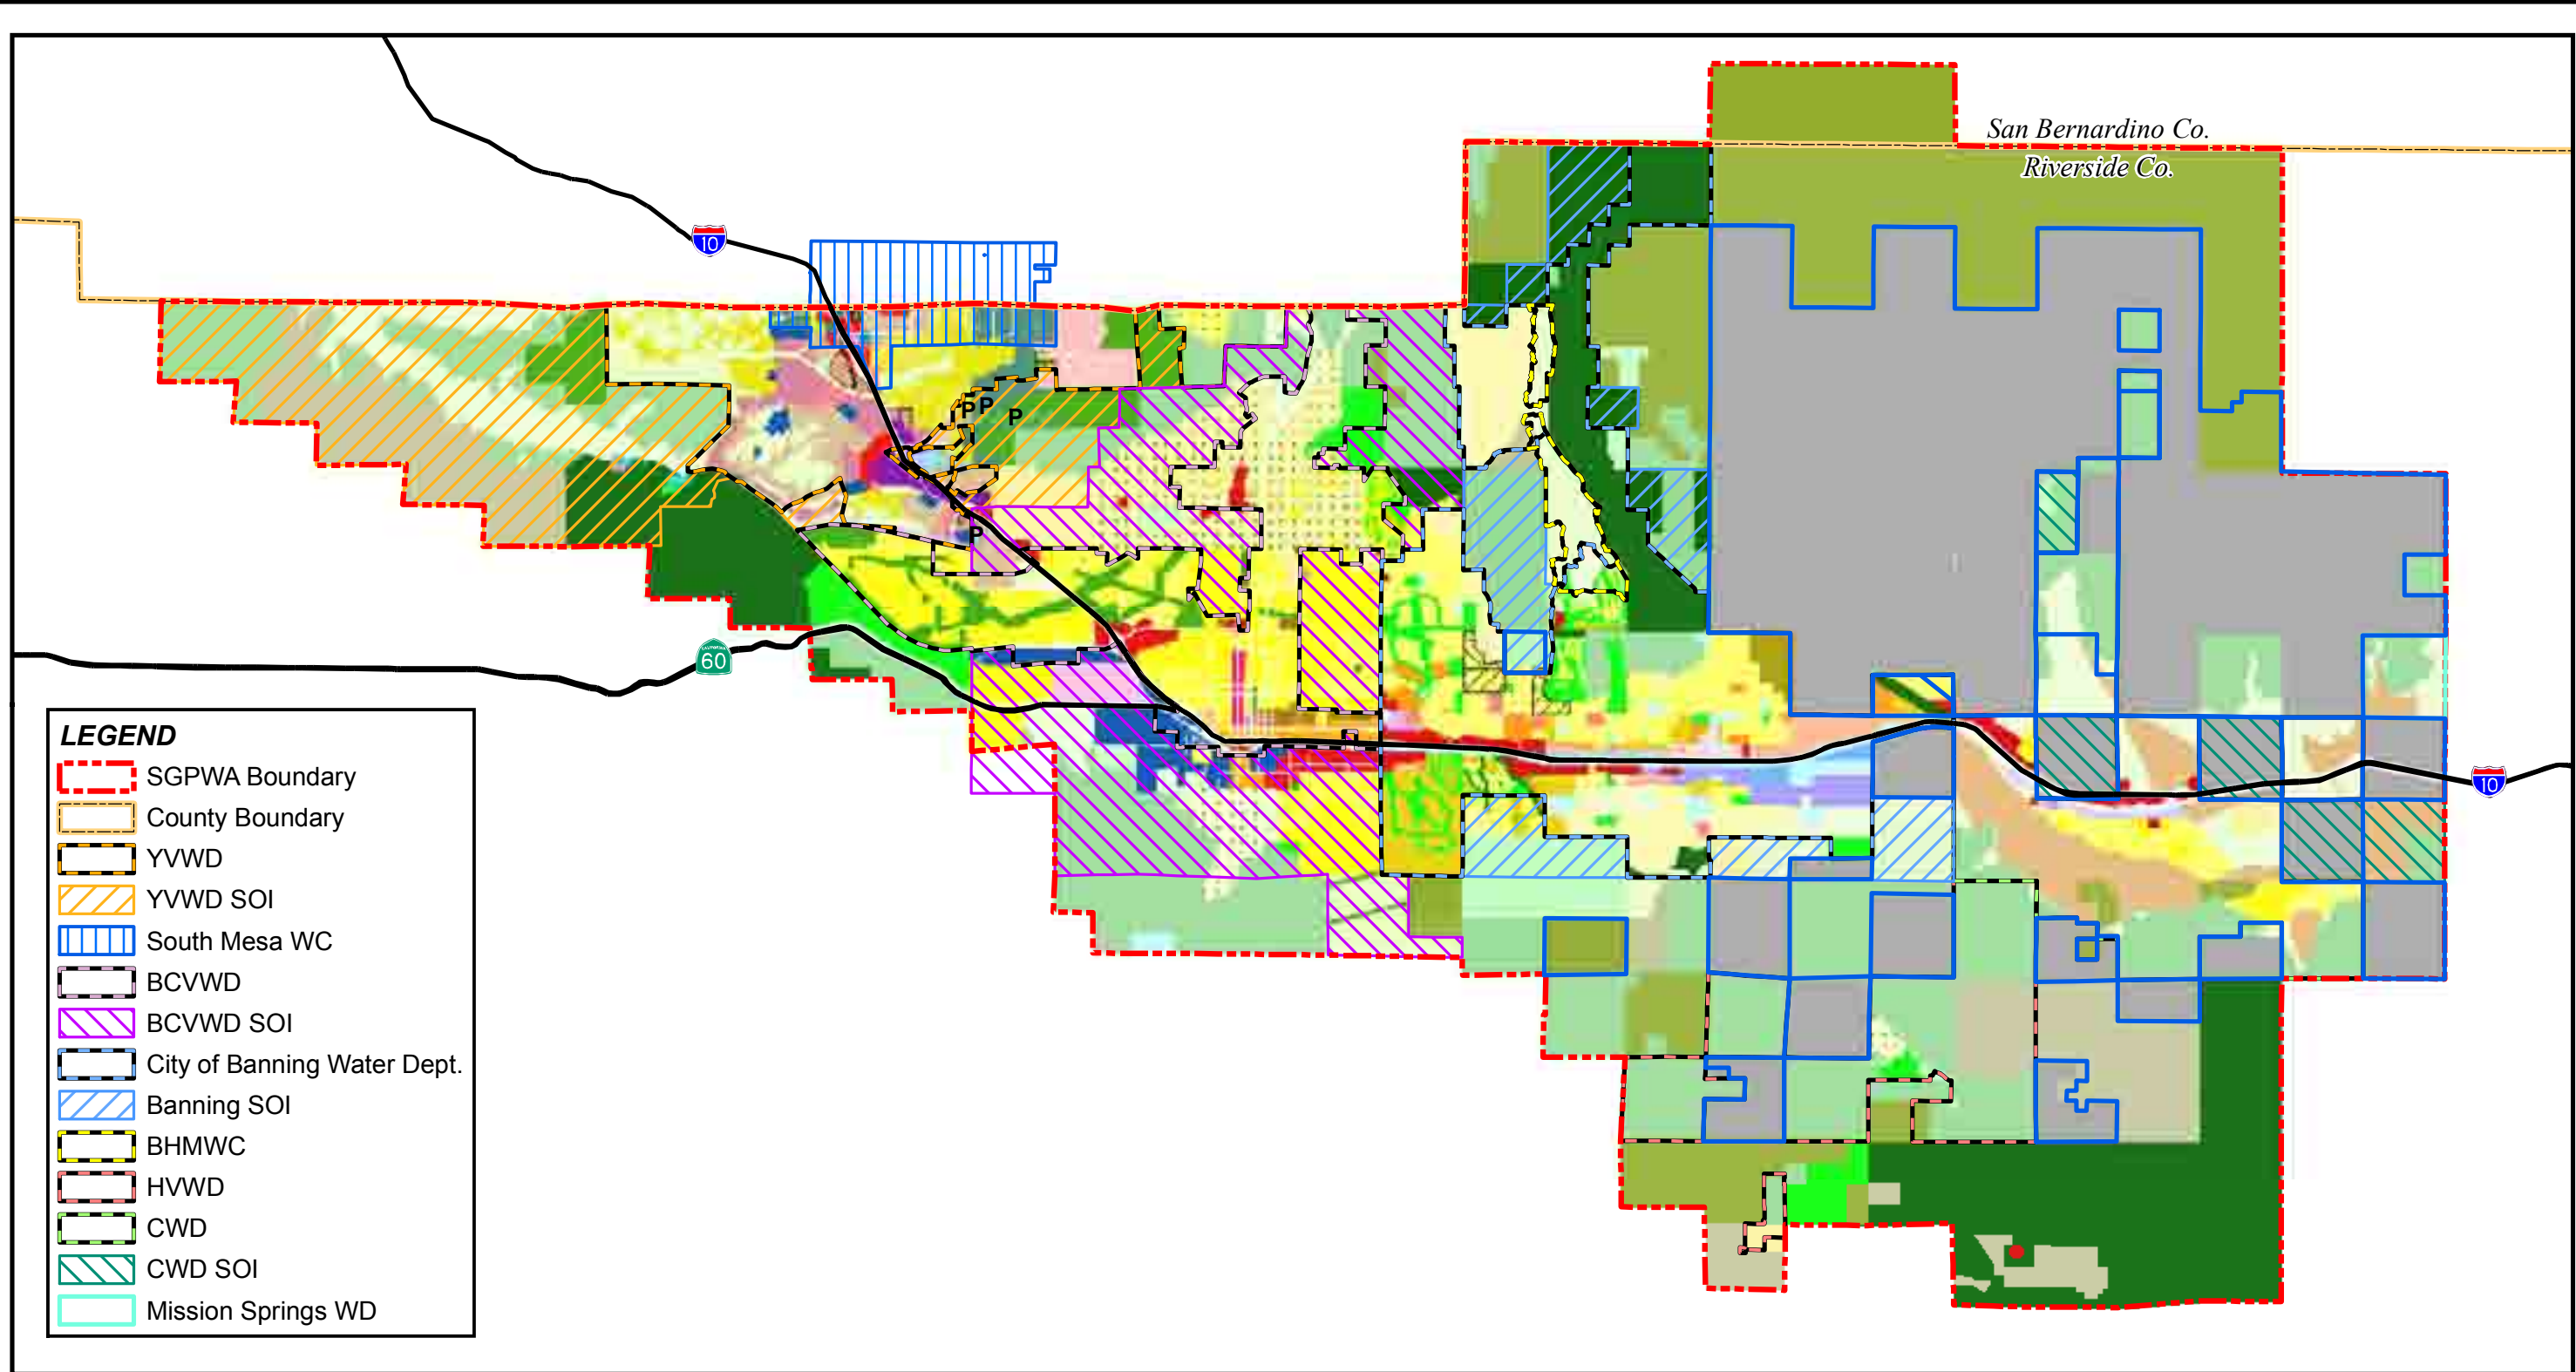 San Bernardino Co.
Riverside Co.
10
P P P
P
CALIFORNIA
60
10
LEGEND
SGPWA Boundary
County Boundary
YVWD
YVWD SOI
South Mesa WC
BCVWD
BCVWD SOI
City of Banning Water Dept.
Banning SOI
BHMWC
HVWD
CWD
CWD SOI
Mission Springs WD